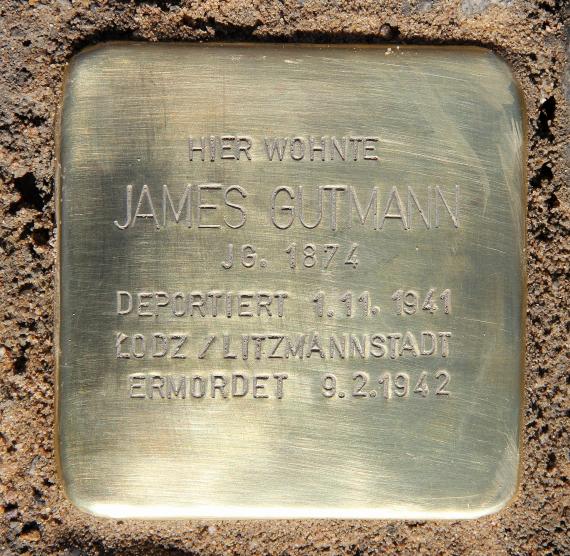 HIER WOHNTE
JAMES GUTMANN
JG. 1874
DEPORTIERT 1.11.1941
ŁODZ / LITZMANNSTADT
ERMORDET 9.2.1942